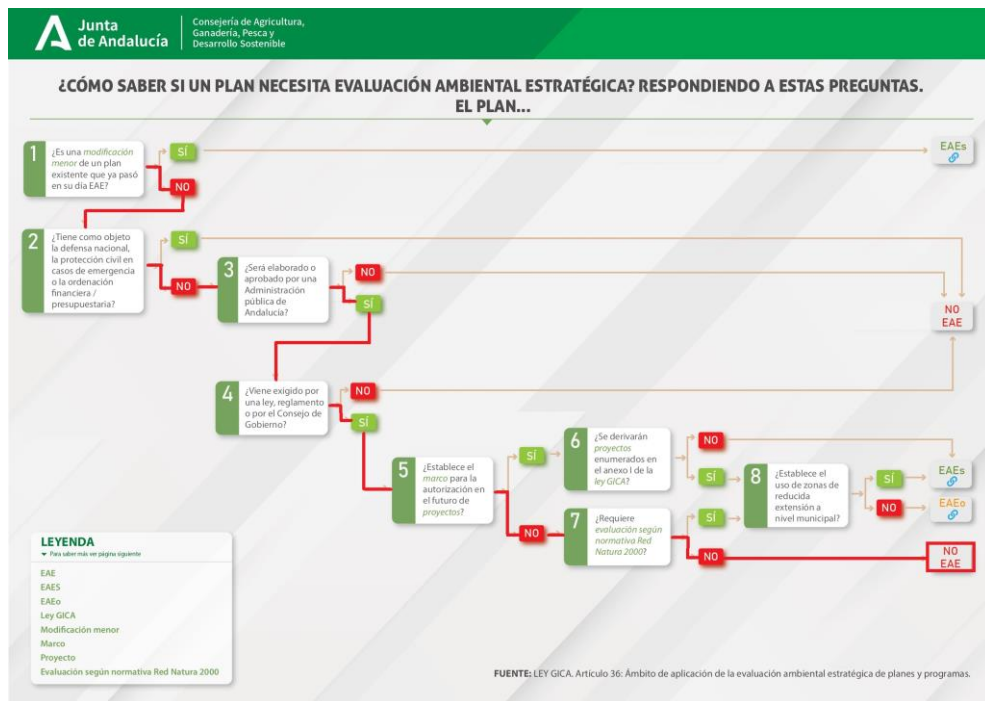 Junta
de Andalucía
Consejería de Agricultura,
Ganadería, Pesca y
Desarrollo Sostenible
¿CÓMO SABER SI UN PLAN NECESITA EVALUACIÓN AMBIENTAL ESTRATÉGICA? RESPONDIENDO A ESTAS PREGUNTAS.
EL PLAN...
1
¿Es una modificación
menor de un plan
existente que ya pasó
en su día EAE?
SÍ
NO
EAEs
2
¿Tiene como objeto
la defensa nacional,
la protección civil en
casos de emergencia
o la ordenación
financiera /
presupuestaria?
SÍ
NO
3
¿Será elaborado o
aprobado por una
Administración
pública de
Andalucía?
NO
SÍ
NO
EAE
4
¿Viene exigido por
una ley, reglamento
o por el Consejo de
Gobierno?
NO
SÍ
5
¿Establece el
marco para la
autorización en
el futuro de
proyectos?
SÍ
NO
6
¿Se derivarán
proyectos
enumerados en
el anexo I de la
ley GICA?
NO
SÍ
7
¿Requiere
evaluación según
normativa Red
Natura 2000?
SÍ
NO
8
¿Establece el
uso de zonas de
reducida
extensión a
nivel municipal?
SÍ
NO
EAEs
EAEo
NO
EAE
LEYENDA
Para saber más ver página siguiente
EAE
EAES
EAEo
Ley GICA
Modificación menor
Marco
Proyecto
Evaluación según normativa Red Natura 2000
FUENTE: LEY GICA. Artículo 36: Ámbito de aplicación de la evaluación ambiental estratégica de planes y programas.